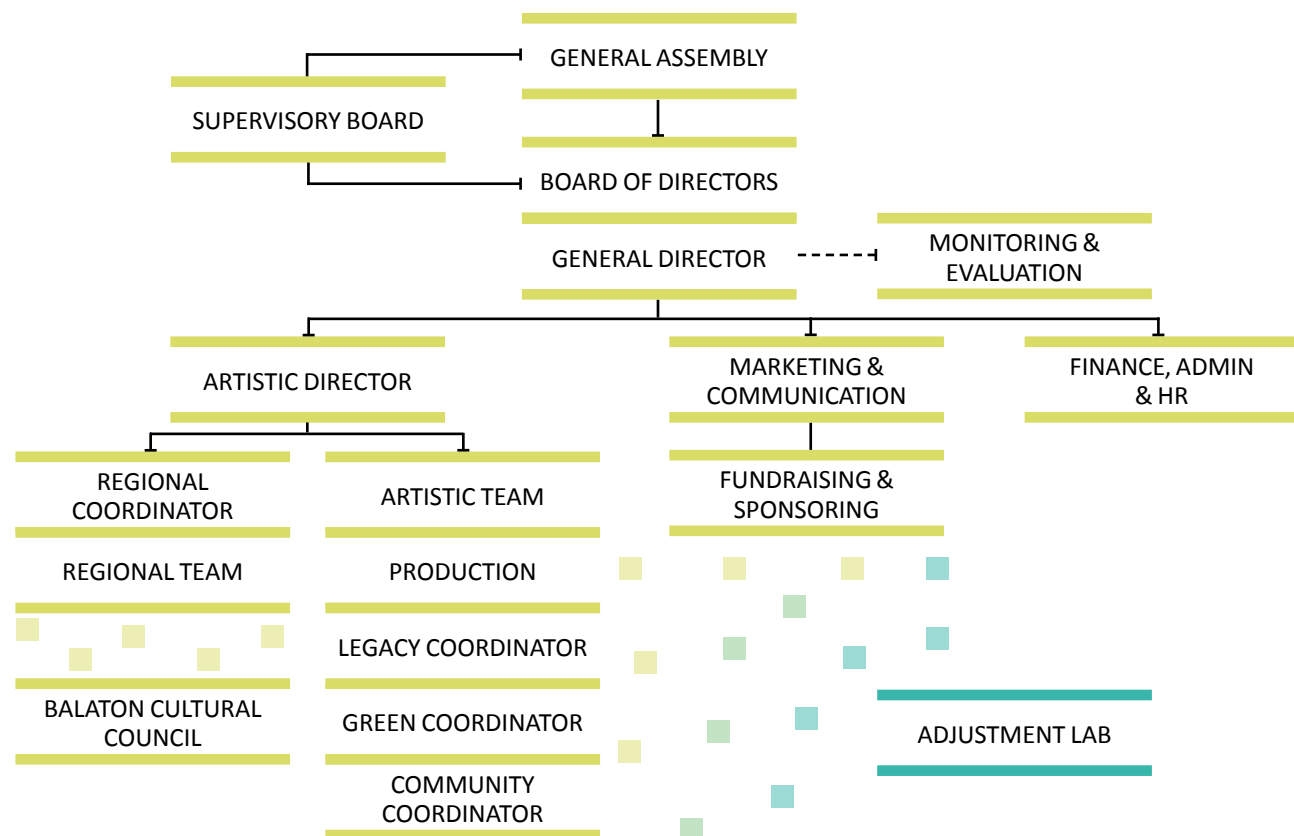 GENERAL ASSEMBLY
SUPERVISORY BOARD
BOARD OF DIRECTORS
GENERAL DIRECTOR
MONITORING &
EVALUATION
ARTISTIC DIRECTOR
MARKETING &
COMMUNICATION
FINANCE, ADMIN
& HR
REGIONAL
COORDINATOR
ARTISTIC TEAM
FUNDRAISING &
SPONSORING
REGIONAL TEAM
PRODUCTION
LEGACY COORDINATOR
BALATON CULTURAL
COUNCIL
GREEN COORDINATOR
ADJUSTMENT LAB
COMMUNITY
COORDINATOR